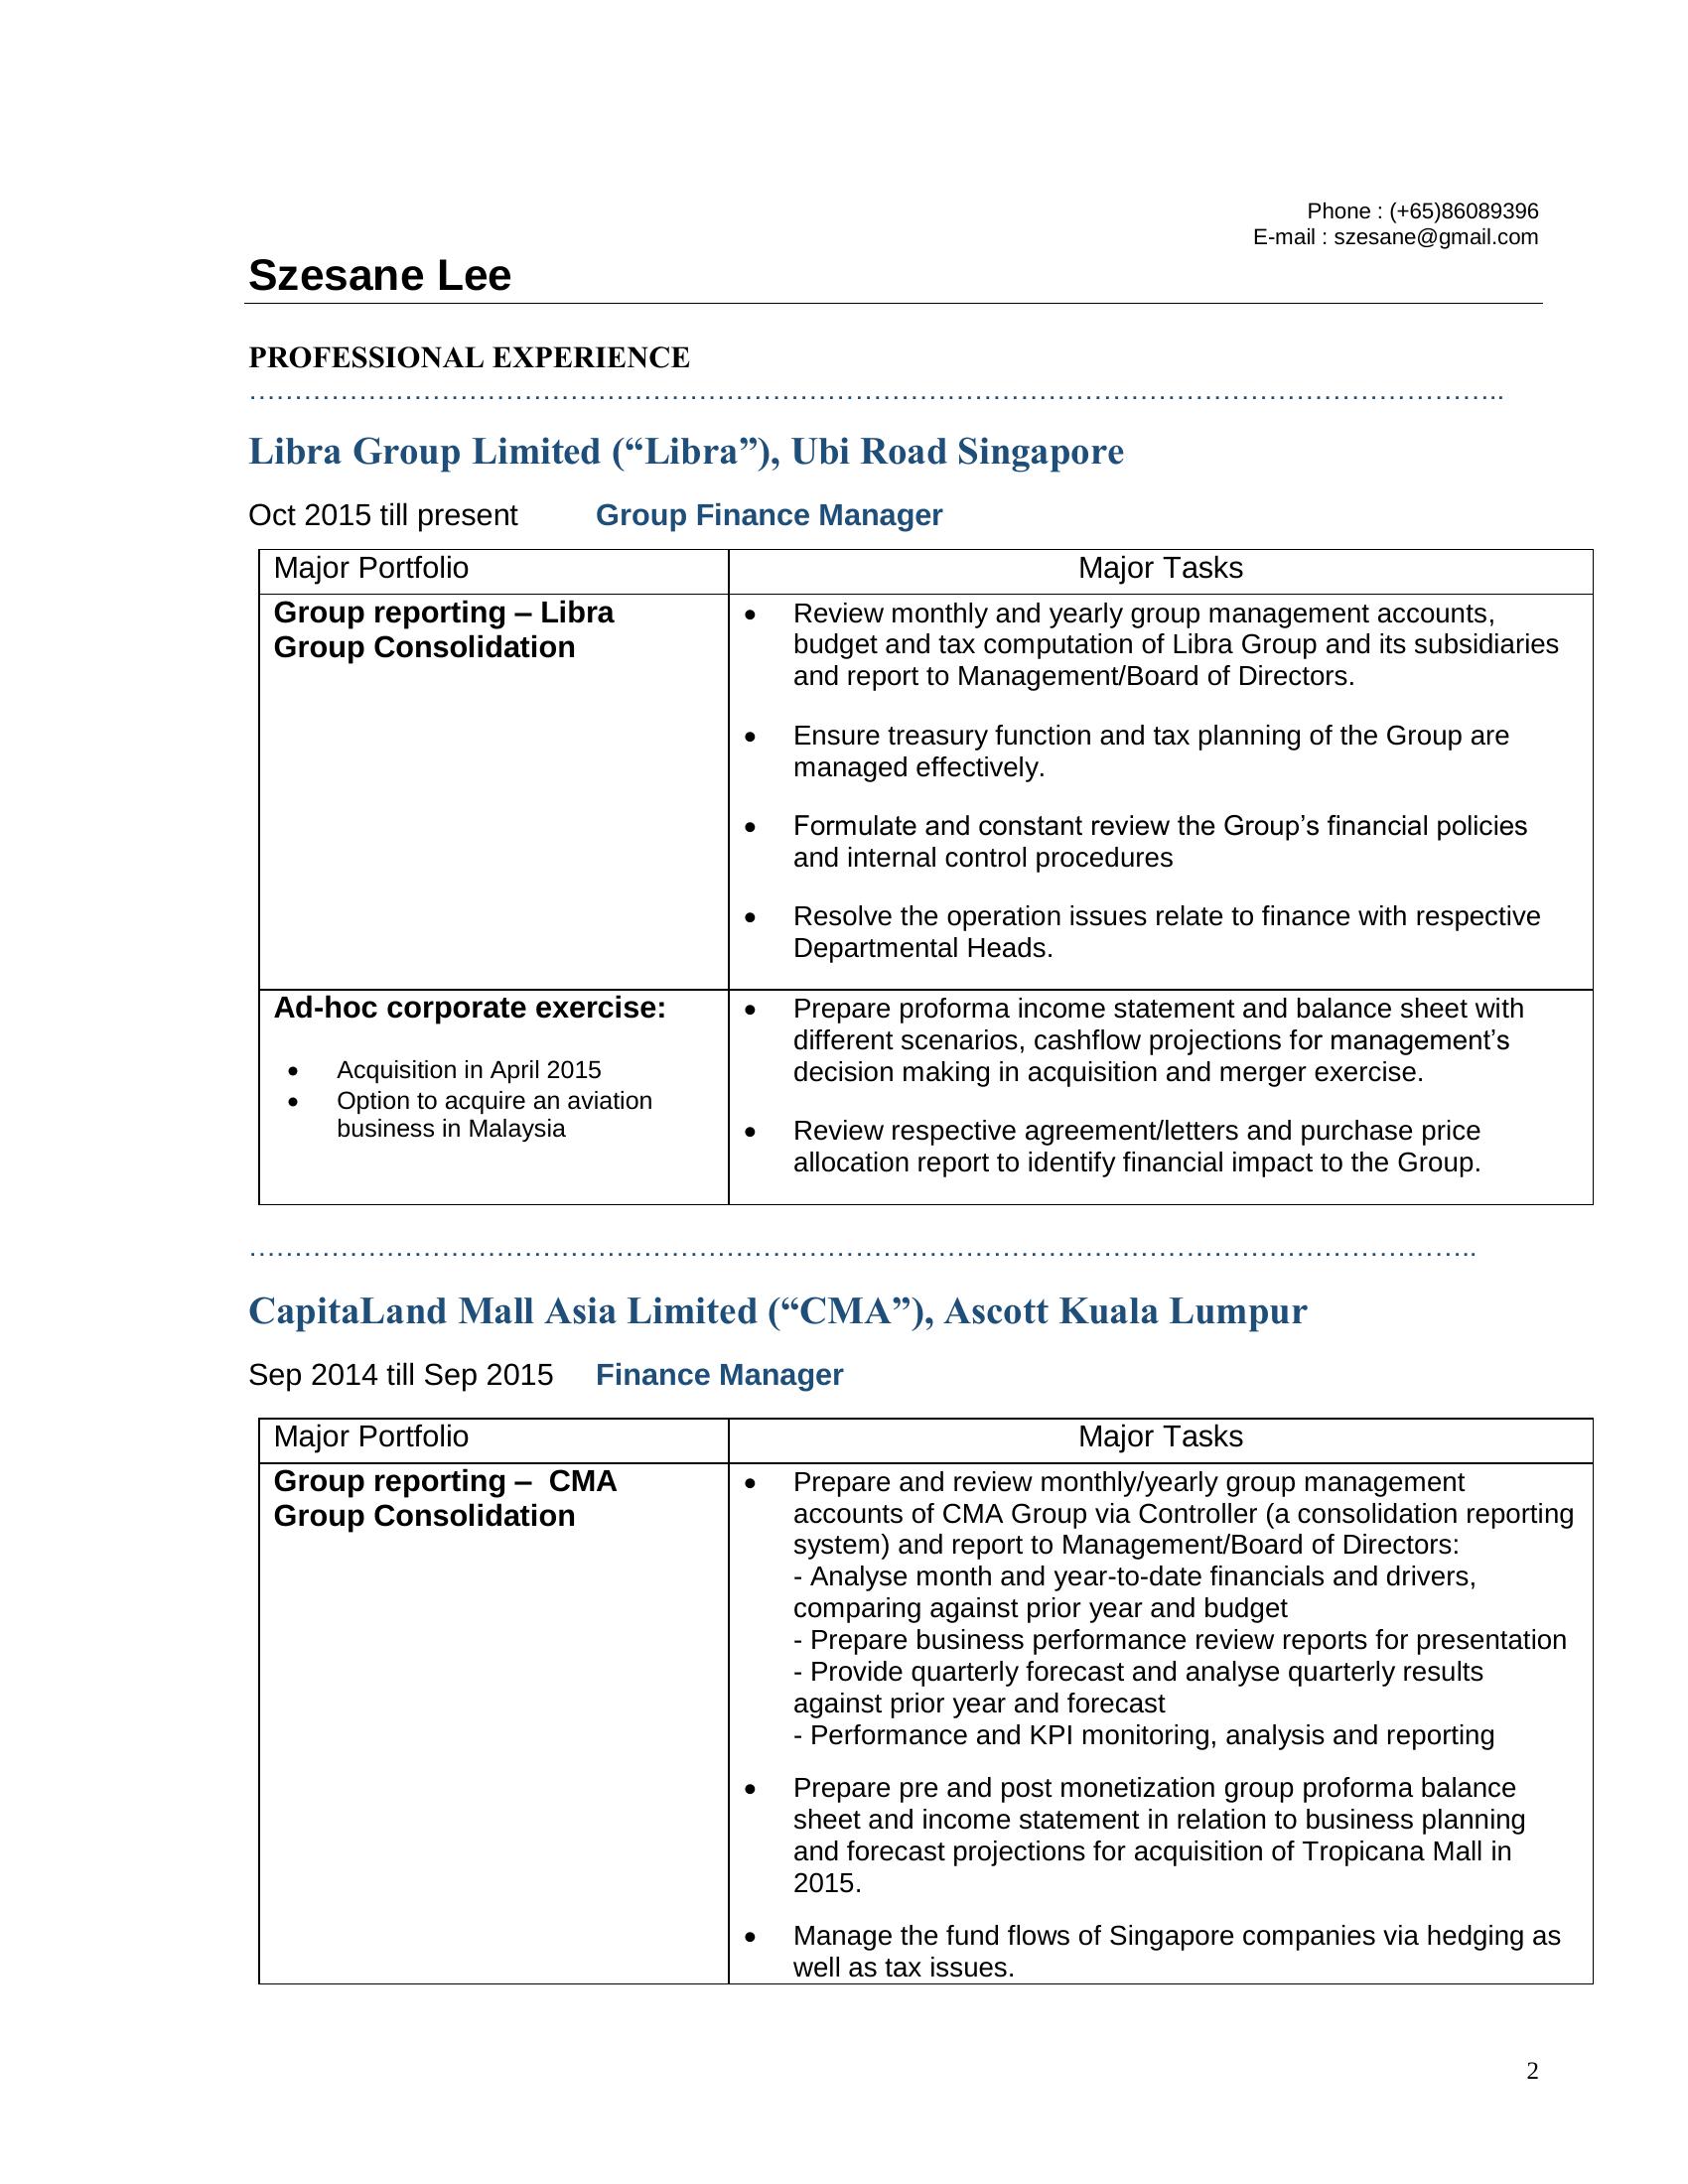 Phone : (+65)86089396
E-mail : szesane@gmail.com
Szesane Lee
PROFESSIONAL EXPERIENCE
…………………………………………………………………………………………………………………………..
Libra Group Limited (“Libra”), Ubi Road Singapore
Oct 2015 till present Group Finance Manager
Major Portfolio Major Tasks
Group reporting – Libra
Group Consolidation
• Review monthly and yearly group management accounts,
budget and tax computation of Libra Group and its subsidiaries
and report to Management/Board of Directors.
• Ensure treasury function and tax planning of the Group are
managed effectively.
• Formulate and constant review the Group’s financial policies
and internal control procedures
• Resolve the operation issues relate to finance with respective
Departmental Heads.
Ad-hoc corporate exercise:
• Acquisition in April 2015
• Option to acquire an aviation
business in Malaysia
• Prepare proforma income statement and balance sheet with
different scenarios, cashflow projections for management’s
decision making in acquisition and merger exercise.
• Review respective agreement/letters and purchase price
allocation report to identify financial impact to the Group.
………………………………………………………………………………………………………………………..
CapitaLand Mall Asia Limited (“CMA”), Ascott Kuala Lumpur
Sep 2014 till Sep 2015 Finance Manager
Major Portfolio Major Tasks
Group reporting – CMA
Group Consolidation
• Prepare and review monthly/yearly group management
accounts of CMA Group via Controller (a consolidation reporting
system) and report to Management/Board of Directors:
- Analyse month and year-to-date financials and drivers,
comparing against prior year and budget
- Prepare business performance review reports for presentation
- Provide quarterly forecast and analyse quarterly results
against prior year and forecast
- Performance and KPI monitoring, analysis and reporting
• Prepare pre and post monetization group proforma balance
sheet and income statement in relation to business planning
and forecast projections for acquisition of Tropicana Mall in
2015.
• Manage the fund flows of Singapore companies via hedging as
well as tax issues.
2